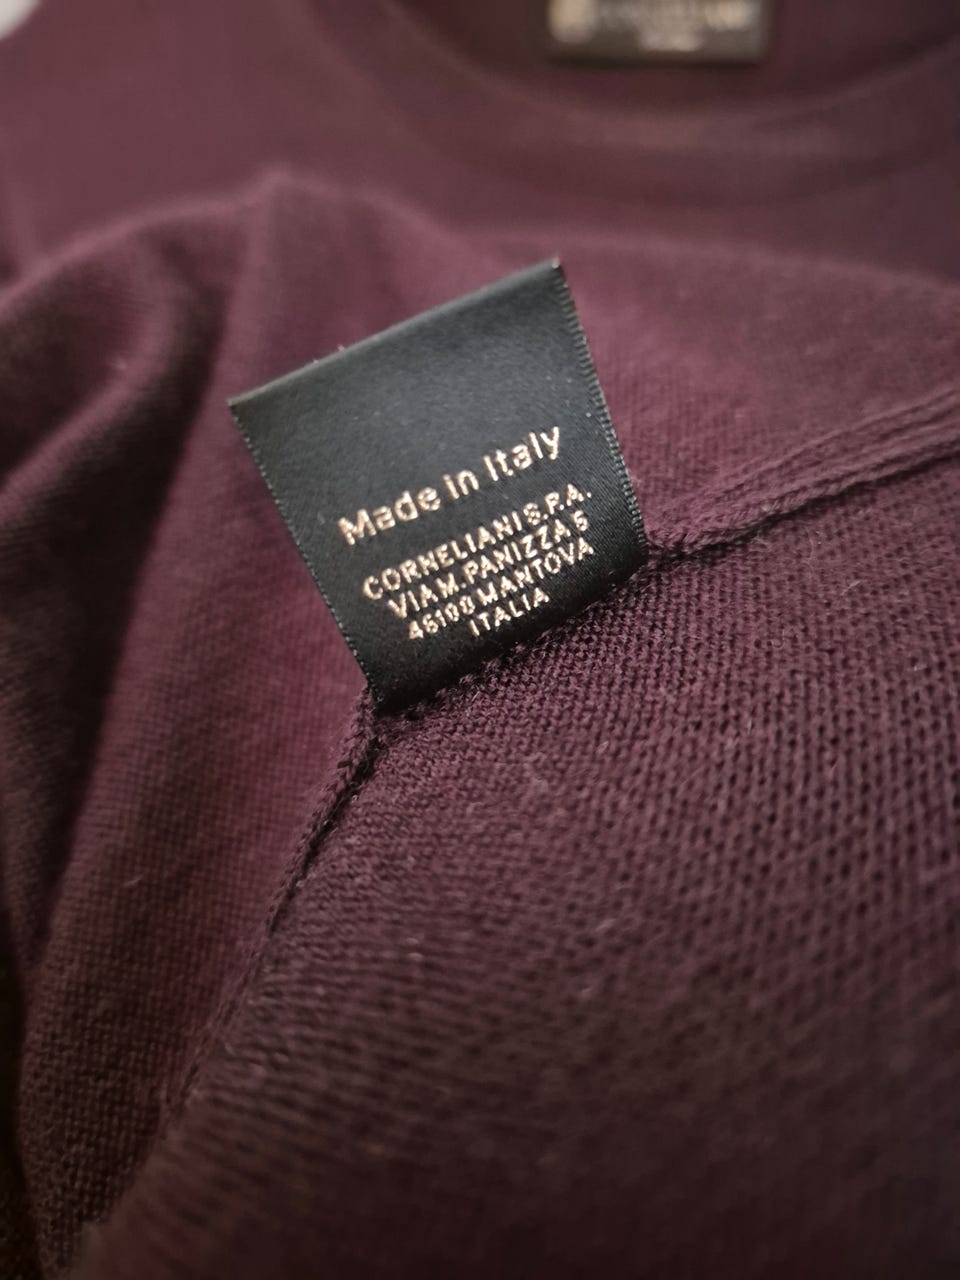 Made in Italy
CORNELIANI S.P.A.
VIA M. PANIZZA 5
46100 MANTOVA
ITALIA